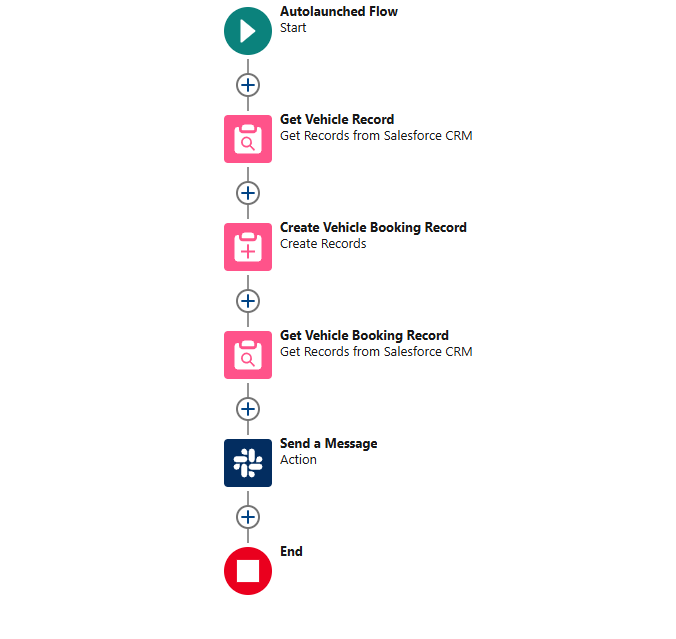 Autolaunched Flow
Start
Get Vehicle Record
Get Records from Salesforce CRM
Create Vehicle Booking Record
Create Records
Get Vehicle Booking Record
Get Records from Salesforce CRM
Send a Message
Action
End